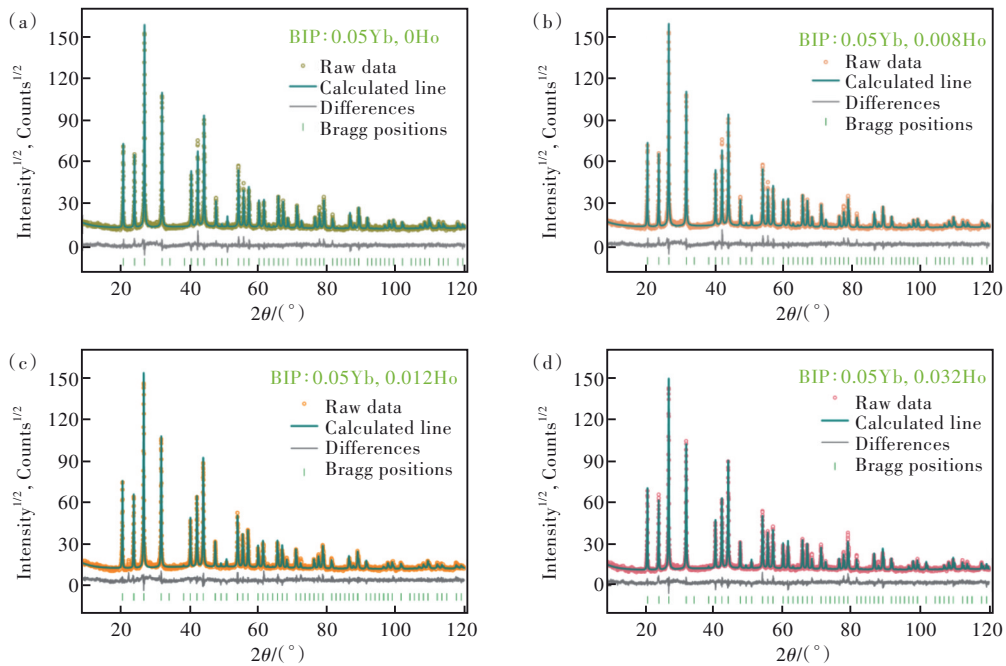 (a)
BIP:0.05Yb, 0Ho
Raw data
Calculated line
Differences
Bragg positions
Intensity1/2, Counts1/2
150
120
90
60
30
0
20 40 60 80 100 120
2θ/(°)
(b)
BIP:0.05Yb, 0.008Ho
Raw data
Calculated line
Differences
Bragg positions
Intensity1/2, Counts1/2
150
120
90
60
30
0
20 40 60 80 100 120
2θ/(°)
(c)
BIP:0.05Yb, 0.012Ho
Raw data
Calculated line
Differences
Bragg positions
Intensity1/2, Counts1/2
150
120
90
60
30
0
20 40 60 80 100 120
2θ/(°)
(d)
BIP:0.05Yb, 0.032Ho
Raw data
Calculated line
Differences
Bragg positions
Intensity1/2, Counts1/2
150
120
90
60
30
0
20 40 60 80 100 120
2θ/(°)